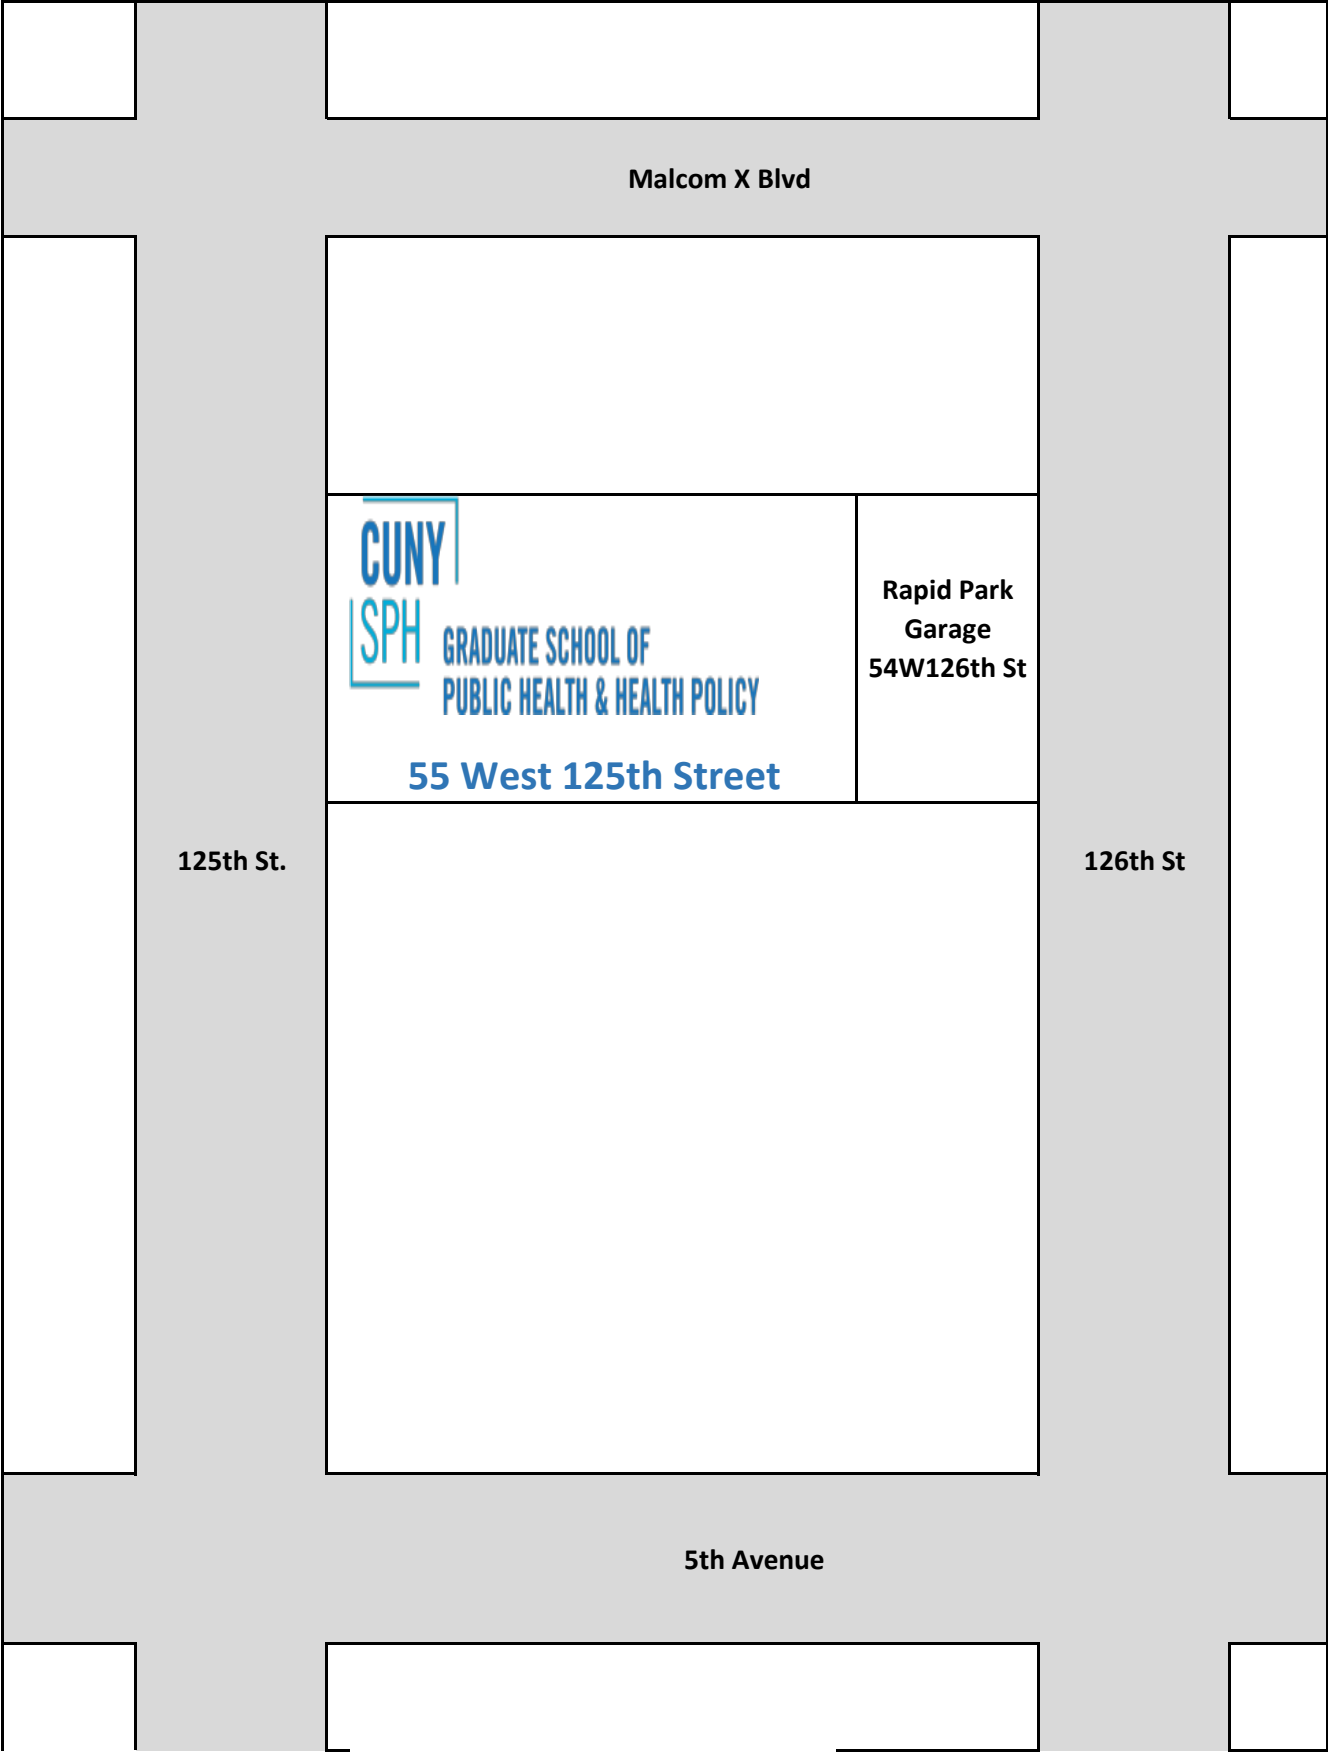 Malcom X Blvd
CUNY
SPH
GRADUATE SCHOOL OF
PUBLIC HEALTH & HEALTH POLICY
55 West 125th Street
Rapid Park
Garage
54W126th St
125th St.
126th St
5th Avenue